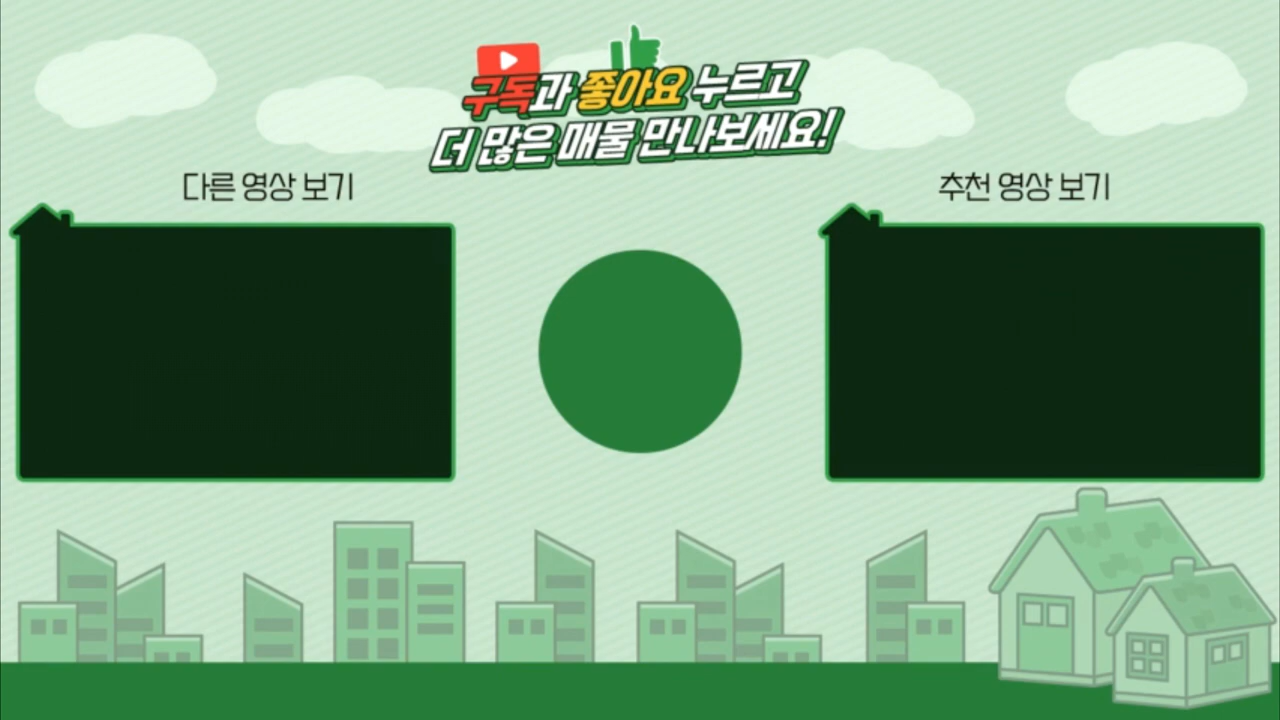 구독과 좋아요 누르고
더 많은 매물 만나보세요!
다른 영상 보기
추천 영상 보기